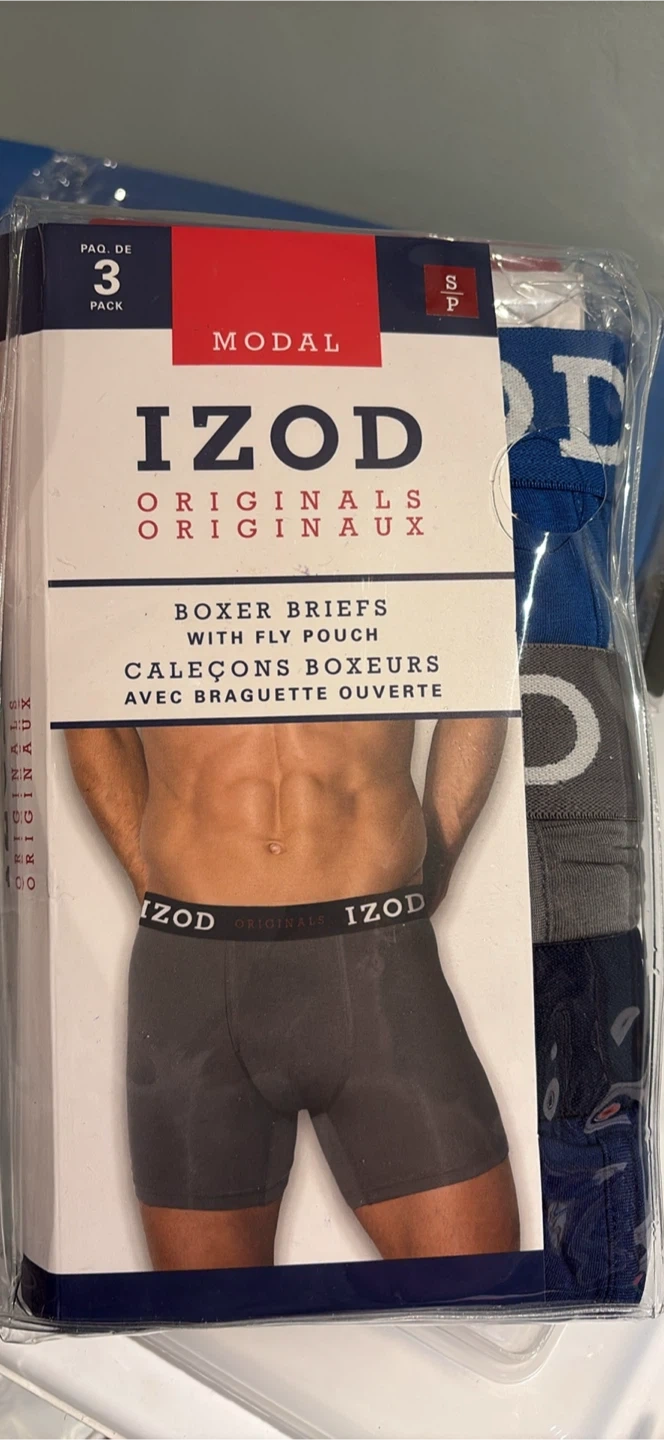 PAQ. DE
3
PACK
MODAL
S
P
IZOD
ORIGINALS
ORIGINAUX
BOXER BRIEFS
WITH FLY POUCH
CALEÇONS BOXEURS
AVEC BRAGUETTE OUVERTE
IZOD ORIGINALS IZOD
ORIGINALS
ORIGINAUX
OD
O